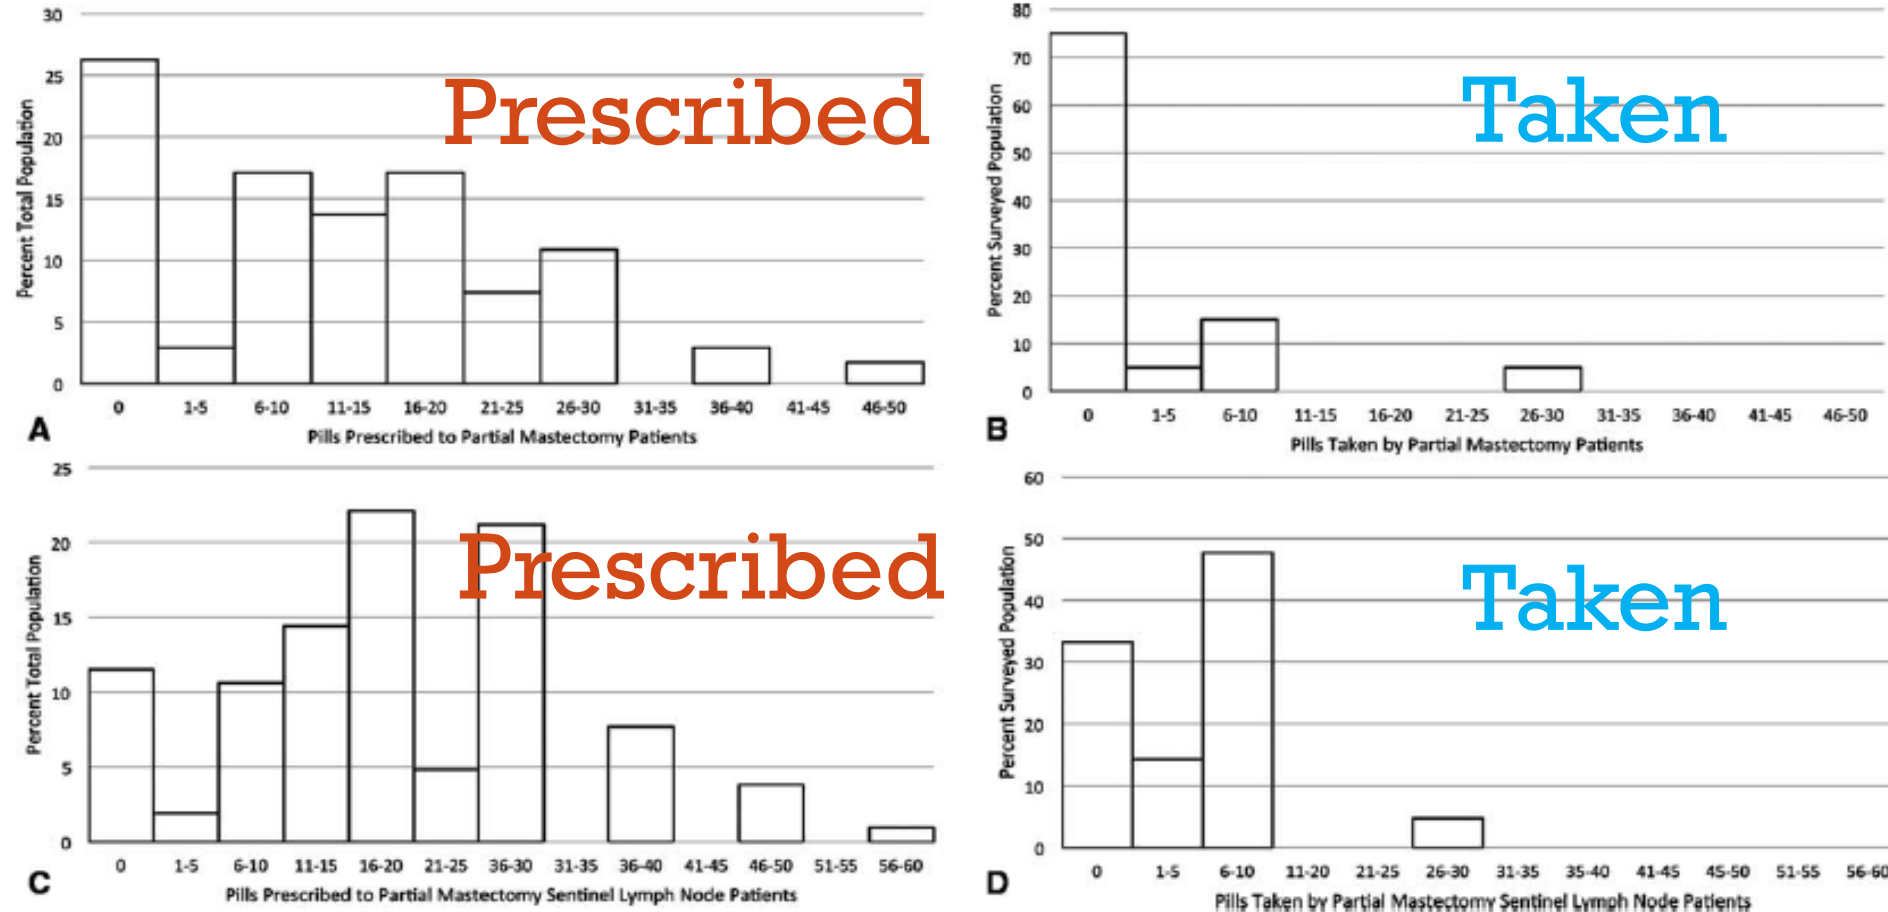 30
25
20
15
10
5
0
Percent Total Population
Prescribed
0 1-5 6-10 11-15 16-20 21-25 26-30 31-35 36-40 41-45 46-50
A
Pills Prescribed to Partial Mastectomy Patients
80
70
60
50
40
30
20
10
0
Percent Surveyed Population
Taken
0 1-5 6-10 11-15 16-20 21-25 26-30 31-35 36-40 41-45 46-50
B
Pills Taken by Partial Mastectomy Patients
25
20
15
10
5
0
Percent Total Population
Prescribed
0 1-5 6-10 11-15 16-20 21-25 36-30 31-35 36-40 41-45 46-50 51-55 56-60
C
Pills Prescribed to Partial Mastectomy Sentinel Lymph Node Patients
60
50
40
30
20
10
0
Percent Surveyed Population
Taken
0 1-5 6-10 11-20 21-25 26-30 31-35 35-40 41-45 45-50 51-55 56-60
D
Pills Taken by Partial Mastectomy Sentinel Lymph Node Patients